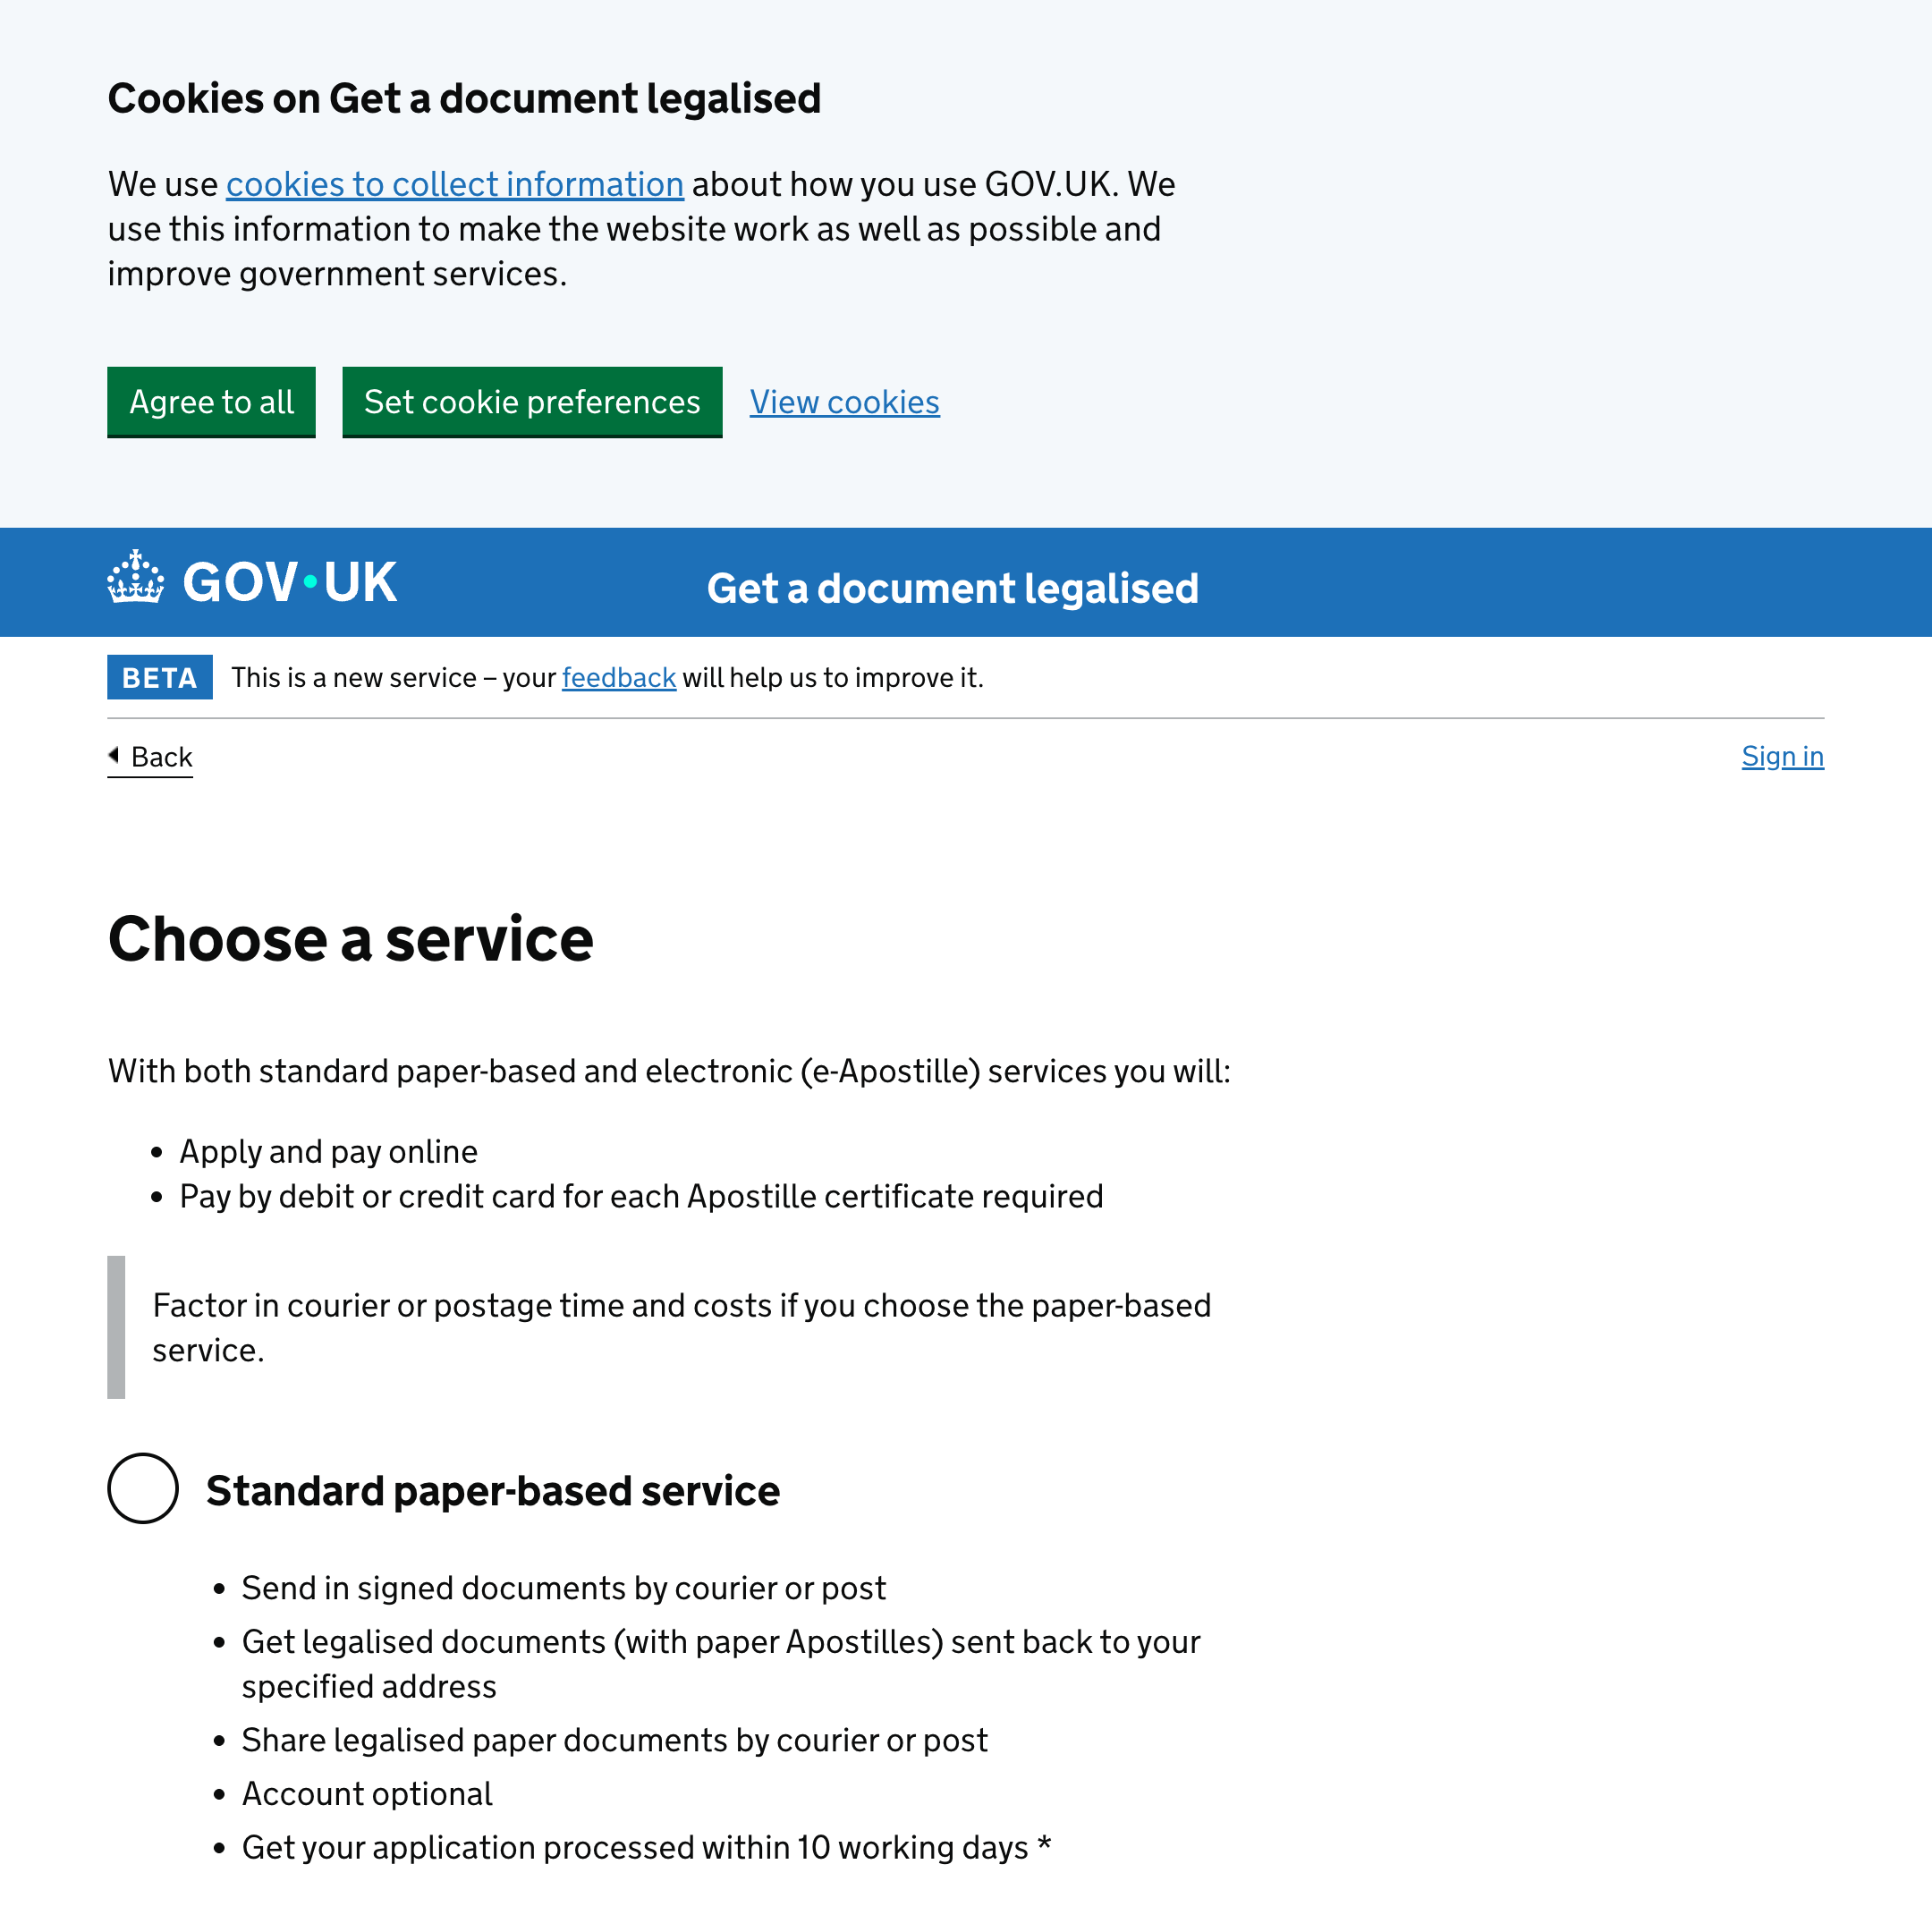 Cookies on Get a document legalised
We use cookies to collect information about how you use GOV.UK. We
use this information to make the website work as well as possible and
improve government services.
Agree to all
Set cookie preferences
View cookies
GOV·UK
Get a document legalised
BETA
This is a new service – your feedback will help us to improve it.
Back
Sign in
Choose a service
With both standard paper-based and electronic (e-Apostille) services you will:
• Apply and pay online
• Pay by debit or credit card for each Apostille certificate required
Factor in courier or postage time and costs if you choose the paper-based
service.
Standard paper-based service
• Send in signed documents by courier or post
• Get legalised documents (with paper Apostilles) sent back to your
specified address
• Share legalised paper documents by courier or post
• Account optional
• Get your application processed within 10 working days *